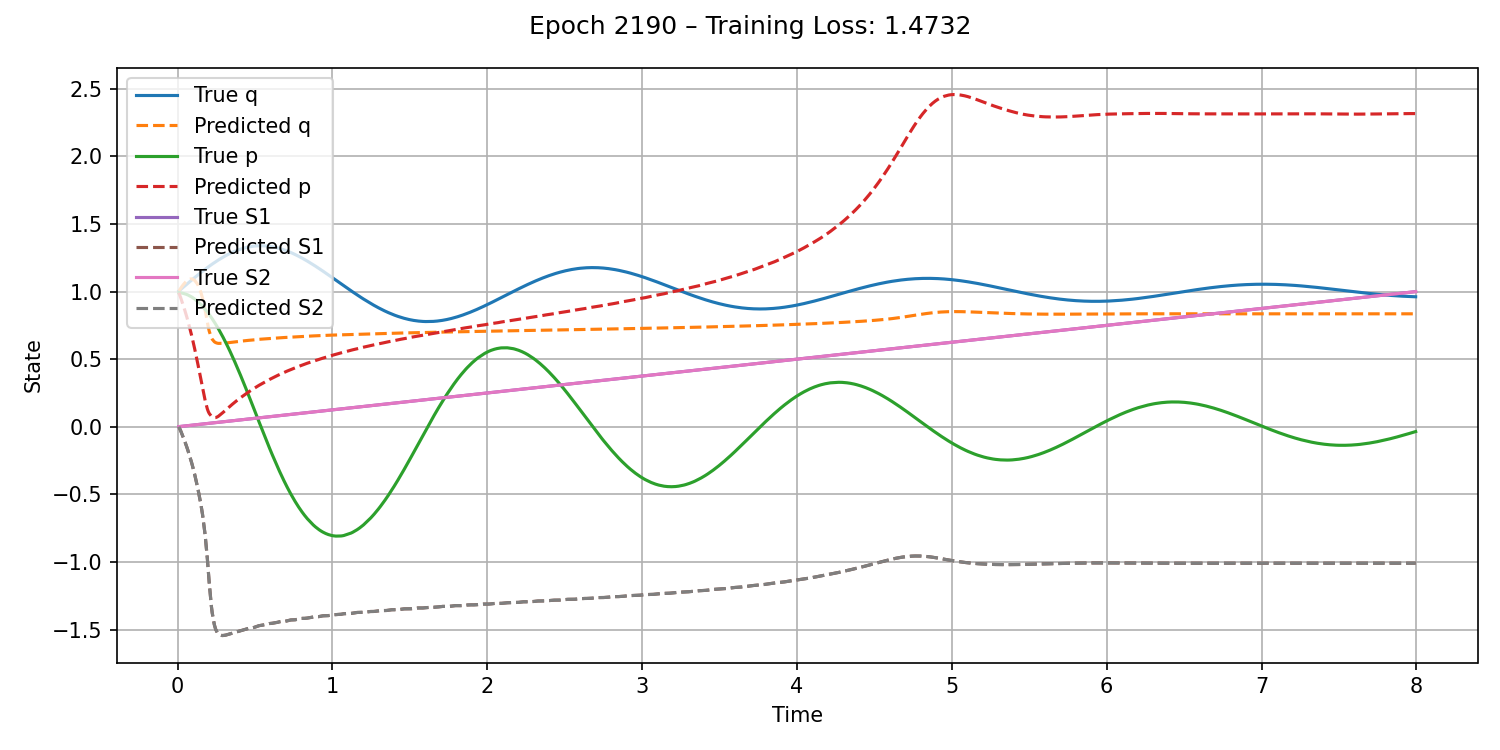 Epoch 2190 – Training Loss: 1.4732
2.5
2.0
1.5
1.0
0.5
0.0
−0.5
−1.0
−1.5
State
True q
Predicted q
True p
Predicted p
True S1
Predicted S1
True S2
Predicted S2
0 1 2 3 4 5 6 7 8
Time